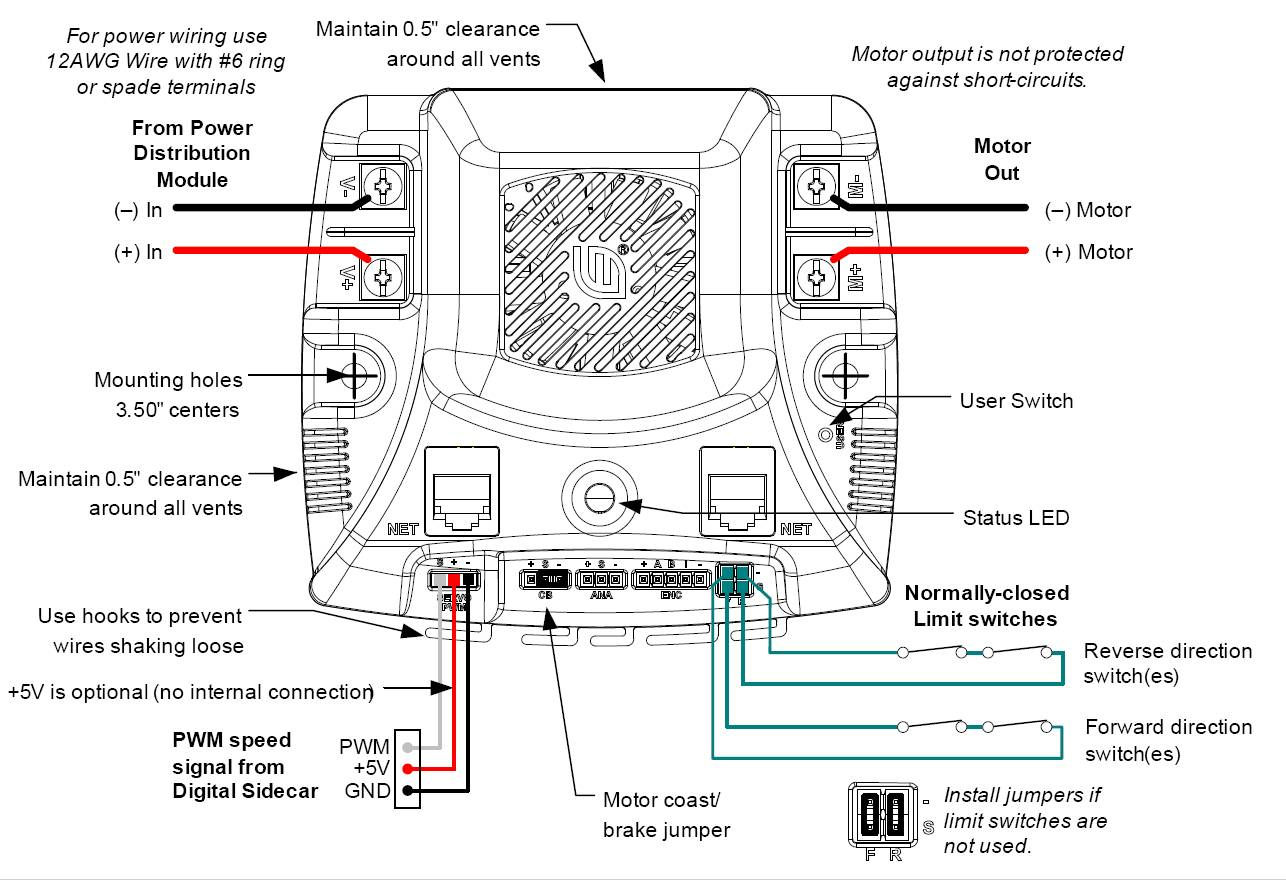 For power wiring use
12AWG Wire with #6 ring
or spade terminals
Maintain 0.5" clearance
around all vents
Motor output is not protected
against short-circuits.
From Power
Distribution
Module
(–) In
(+) In
V-
V+
®
M-
M+
Motor
Out
(–) Motor
(+) Motor
Mounting holes
3.50" centers
User Switch
USER
Maintain 0.5" clearance
around all vents
Status LED
NET
NET
S + -
+ S -
+ S -
+ A B I -
-
S
SERVO
PWM
CB
ANA
ENC
F R
Use hooks to prevent
wires shaking loose
Normally-closed
Limit switches
Reverse direction
switch(es)
+5V is optional (no internal connection)
Forward direction
switch(es)
PWM speed
signal from
Digital Sidecar
PWM
+5V
GND
Motor coast/
brake jumper
-
S
F R
Install jumpers if
limit switches are
not used.